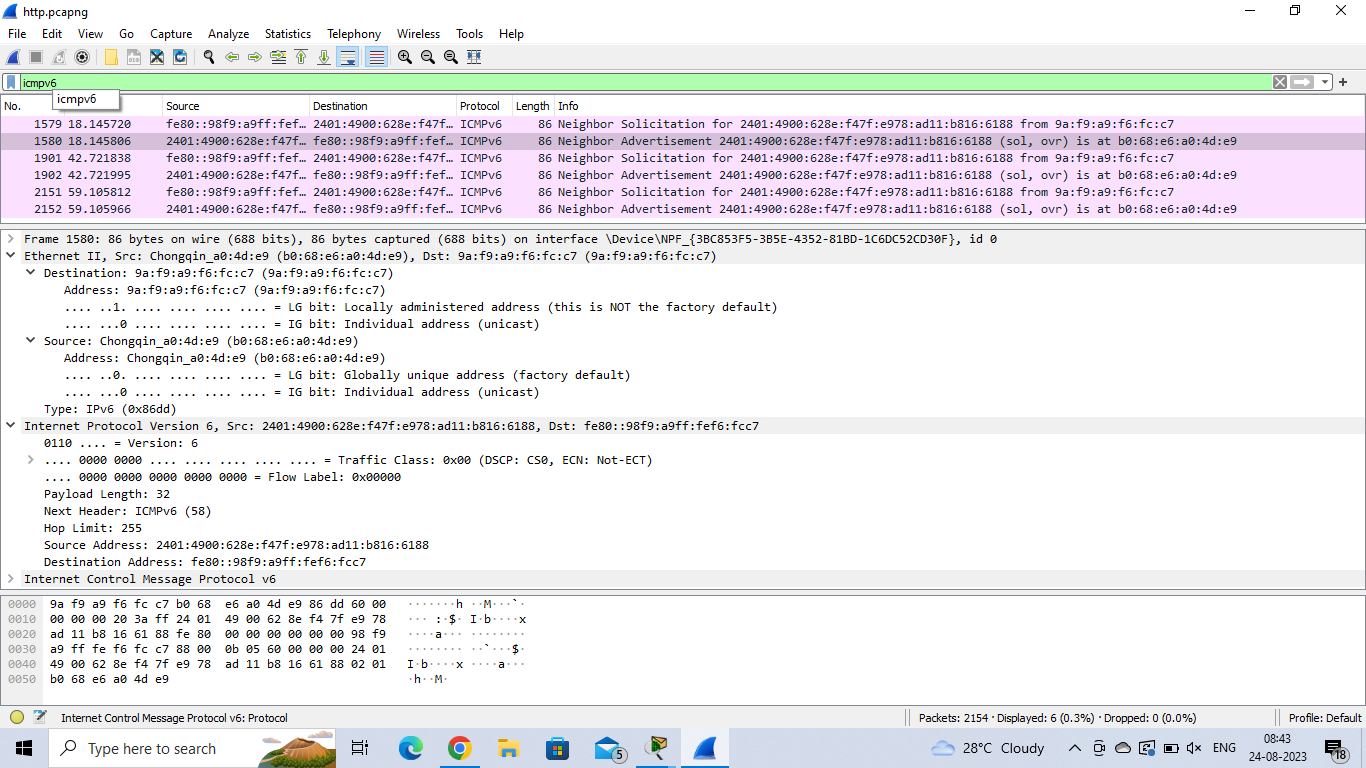 http.pcapng
File Edit View Go Capture Analyze Statistics Telephony Wireless Tools Help
icmpv6
icmpv6
No. Source Destination Protocol Length Info
1579 18.145720 fe80::98f9:a9ff:fef… 2401:4900:628e:f47f… ICMPv6 86 Neighbor Solicitation for 2401:4900:628e:f47f:e978:ad11:b816:6188 from 9a:f9:a9:f6:fc:c7
1580 18.145806 2401:4900:628e:f47f… fe80::98f9:a9ff:fef… ICMPv6 86 Neighbor Advertisement 2401:4900:628e:f47f:e978:ad11:b816:6188 (sol, ovr) is at b0:68:e6:a0:4d:e9
1901 42.721838 fe80::98f9:a9ff:fef… 2401:4900:628e:f47f… ICMPv6 86 Neighbor Solicitation for 2401:4900:628e:f47f:e978:ad11:b816:6188 from 9a:f9:a9:f6:fc:c7
1902 42.721995 2401:4900:628e:f47f… fe80::98f9:a9ff:fef… ICMPv6 86 Neighbor Advertisement 2401:4900:628e:f47f:e978:ad11:b816:6188 (sol, ovr) is at b0:68:e6:a0:4d:e9
2151 59.105812 fe80::98f9:a9ff:fef… 2401:4900:628e:f47f… ICMPv6 86 Neighbor Solicitation for 2401:4900:628e:f47f:e978:ad11:b816:6188 from 9a:f9:a9:f6:fc:c7
2152 59.105966 2401:4900:628e:f47f… fe80::98f9:a9ff:fef… ICMPv6 86 Neighbor Advertisement 2401:4900:628e:f47f:e978:ad11:b816:6188 (sol, ovr) is at b0:68:e6:a0:4d:e9
Frame 1580: 86 bytes on wire (688 bits), 86 bytes captured (688 bits) on interface \Device\NPF_{3BC853F5-3B5E-4352-81BD-1C6DC52CD30F}, id 0
Ethernet II, Src: Chongqin_a0:4d:e9 (b0:68:e6:a0:4d:e9), Dst: 9a:f9:a9:f6:fc:c7 (9a:f9:a9:f6:fc:c7)
Destination: 9a:f9:a9:f6:fc:c7 (9a:f9:a9:f6:fc:c7)
Address: 9a:f9:a9:f6:fc:c7 (9a:f9:a9:f6:fc:c7)
.... ..1. .... .... .... .... = LG bit: Locally administered address (this is NOT the factory default)
.... ...0 .... .... .... .... = IG bit: Individual address (unicast)
Source: Chongqin_a0:4d:e9 (b0:68:e6:a0:4d:e9)
Address: Chongqin_a0:4d:e9 (b0:68:e6:a0:4d:e9)
.... ..0. .... .... .... .... = LG bit: Globally unique address (factory default)
.... ...0 .... .... .... .... = IG bit: Individual address (unicast)
Type: IPv6 (0x86dd)
Internet Protocol Version 6, Src: 2401:4900:628e:f47f:e978:ad11:b816:6188, Dst: fe80::98f9:a9ff:fef6:fcc7
0110 .... = Version: 6
.... 0000 0000 .... .... .... .... .... = Traffic Class: 0x00 (DSCP: CS0, ECN: Not-ECT)
.... 0000 0000 0000 0000 0000 = Flow Label: 0x00000
Payload Length: 32
Next Header: ICMPv6 (58)
Hop Limit: 255
Source Address: 2401:4900:628e:f47f:e978:ad11:b816:6188
Destination Address: fe80::98f9:a9ff:fef6:fcc7
Internet Control Message Protocol v6
0000 9a f9 a9 f6 fc c7 b0 68 e6 a0 4d e9 86 dd 60 00 ·······h ··M···`·
0010 00 00 00 20 3a ff 24 01 49 00 62 8e f4 7f e9 78 ··· :·$· I·b····x
0020 ad 11 b8 16 61 88 fe 80 00 00 00 00 00 00 98 f9 ····a··· ········
0030 a9 ff fe f6 fc c7 88 00 0b 05 60 00 00 00 24 01 ········ ··`···$·
0040 49 00 62 8e f4 7f e9 78 ad 11 b8 16 61 88 02 01 I·b····x ····a···
0050 b0 68 e6 a0 4d e9 ·h··M·
Internet Control Message Protocol v6: Protocol Packets: 2154 · Displayed: 6 (0.3%) · Dropped: 0 (0.0%) Profile: Default
Type here to search 5 28°C Cloudy ENG 08:43 24-08-2023 18